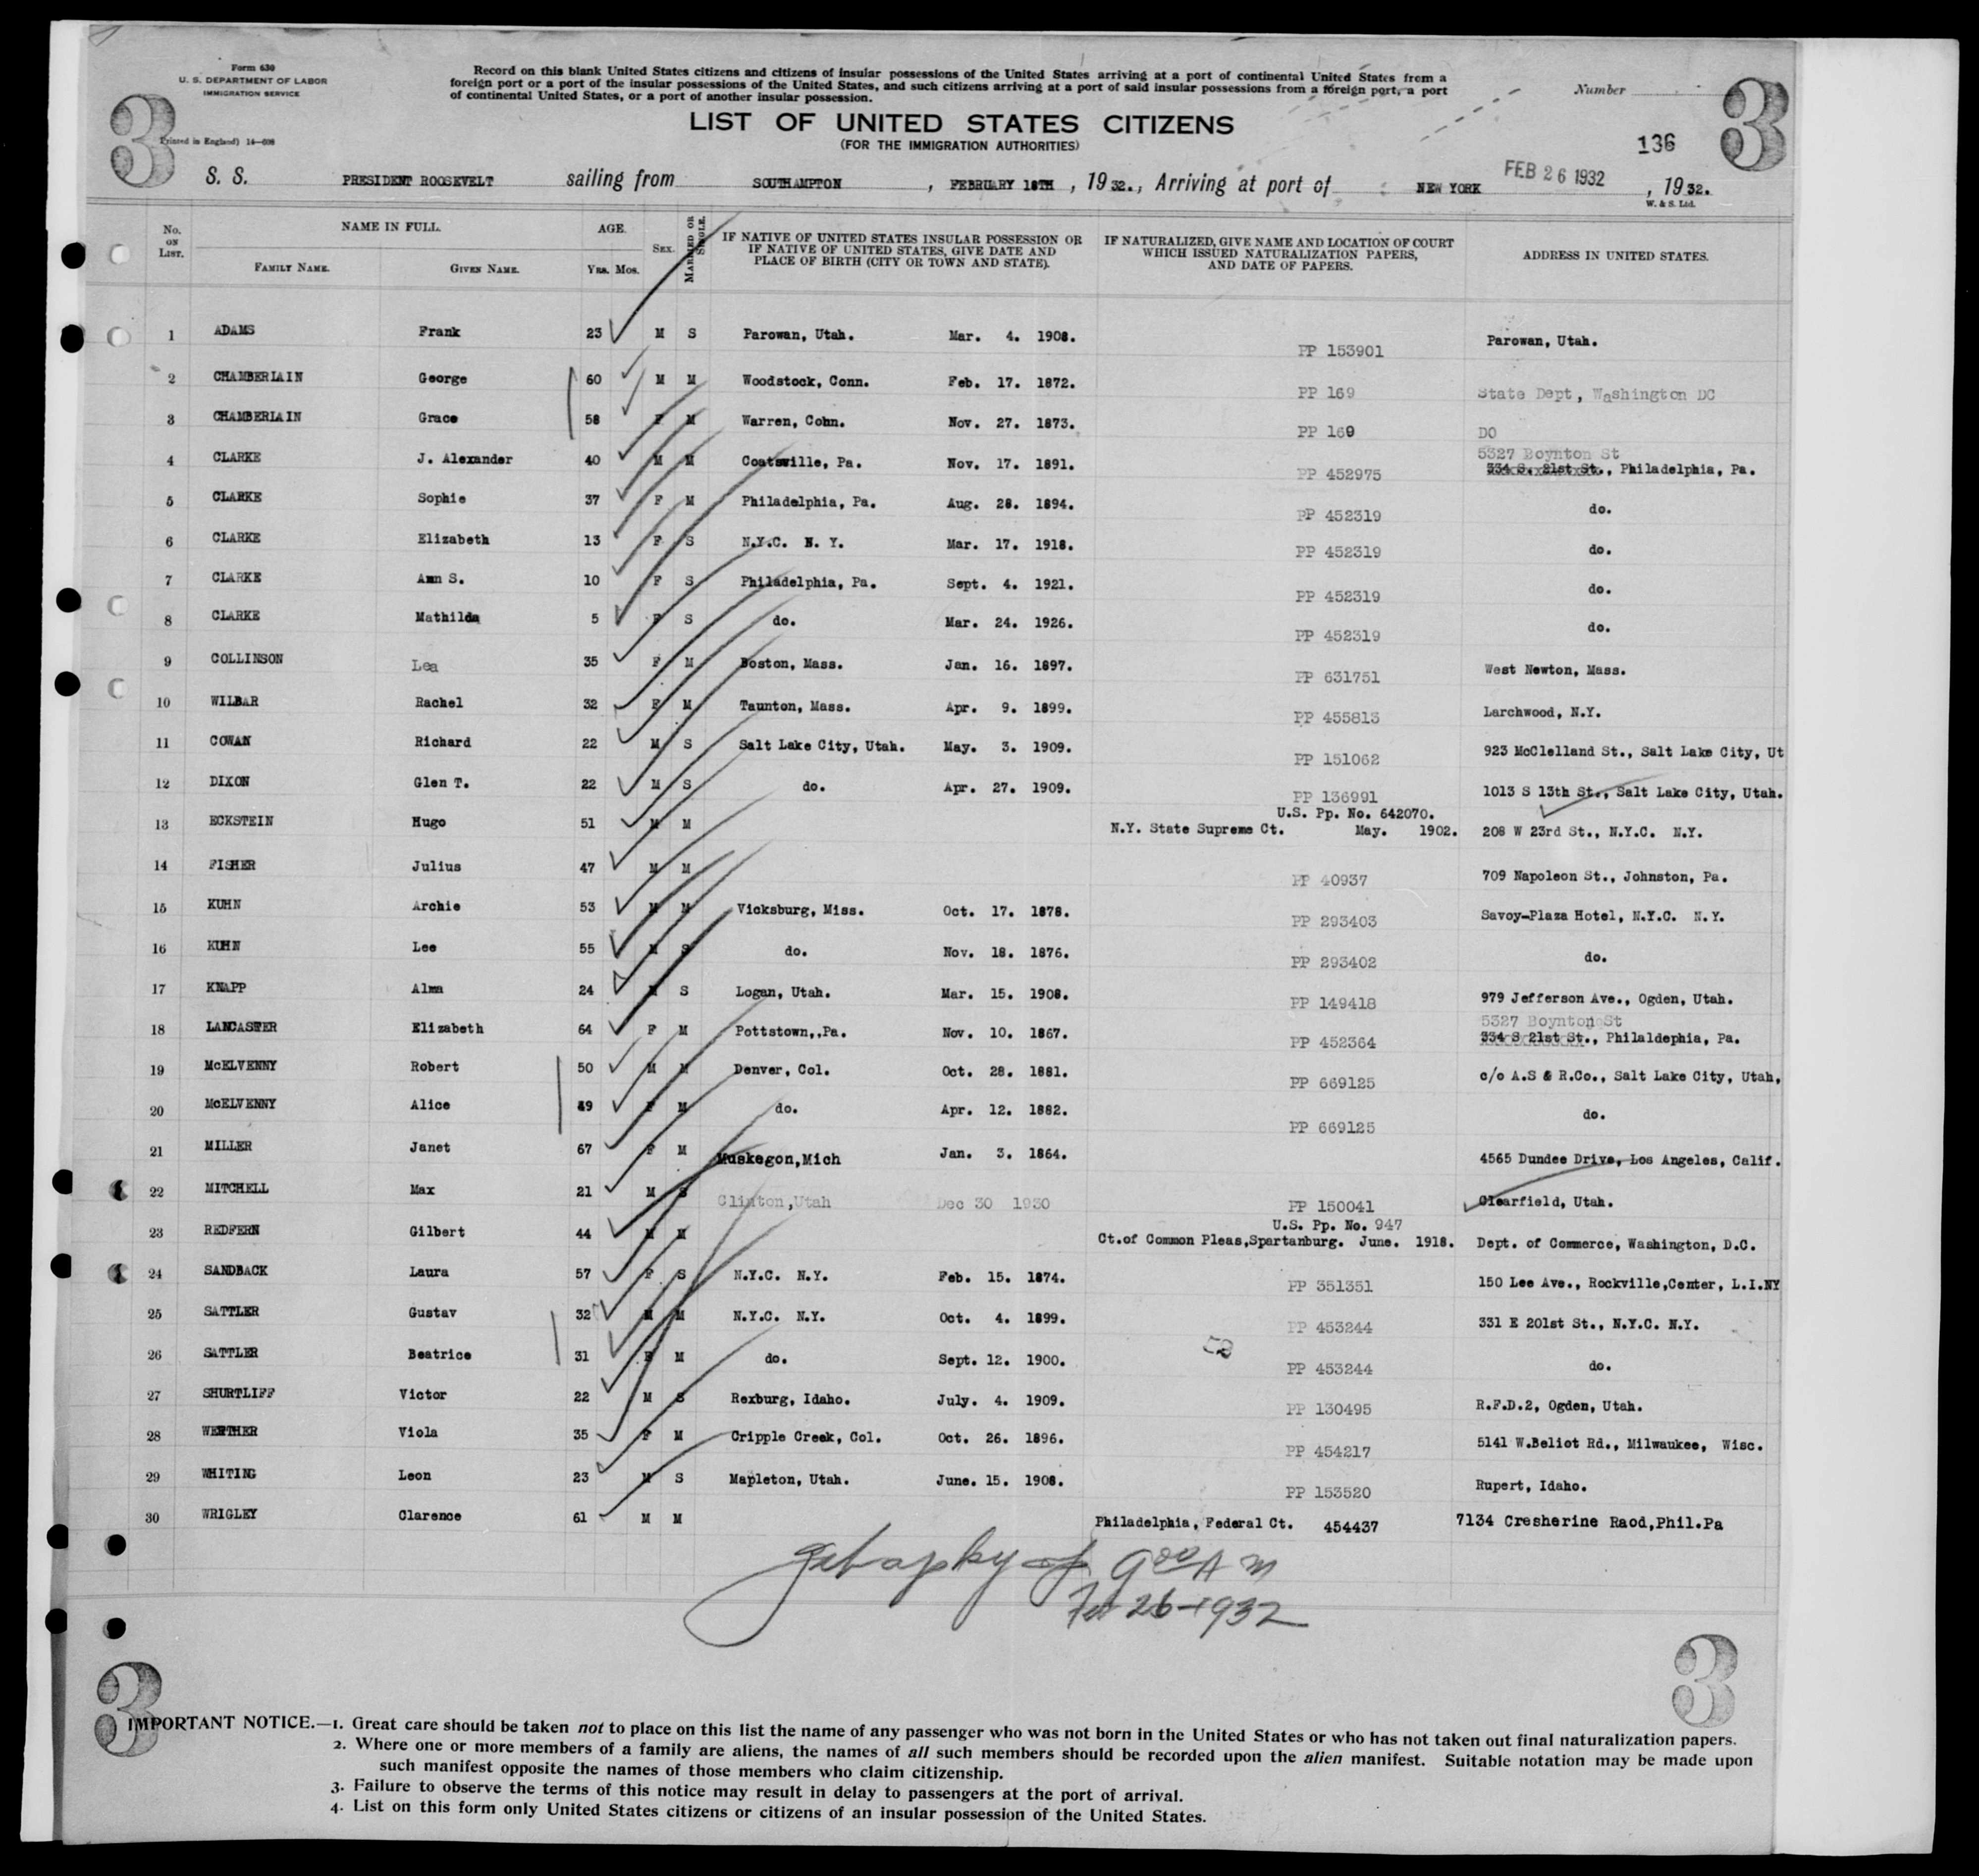 Form 630
U. S. DEPARTMENT OF LABOR
IMMIGRATION SERVICE
Printed in England) 14—608
3
Record on this blank United States citizens and citizens of insular possessions of the United States arriving at a port of continental United States from a
foreign port or a port of the insular possessions of the United States, and such citizens arriving at a port of said insular possessions from a foreign port, a port
of continental United States, or a port of another insular possession.
Number
3
LIST OF UNITED STATES CITIZENS
(FOR THE IMMIGRATION AUTHORITIES)
136
S. S. PRESIDENT ROOSEVELT sailing from SOUTHAMPTON, FEBRUARY 18TH, 1932., Arriving at port of NEW YORK FEB 26 1932, 1932.
W. & S. Ltd.
No. ON LIST. NAME IN FULL. FAMILY NAME. GIVEN NAME. AGE. YRS. MOS. SEX. MARRIED OR SINGLE. IF NATIVE OF UNITED STATES INSULAR POSSESSION OR IF NATIVE OF UNITED STATES, GIVE DATE AND PLACE OF BIRTH (CITY OR TOWN AND STATE). IF NATURALIZED, GIVE NAME AND LOCATION OF COURT WHICH ISSUED NATURALIZATION PAPERS, AND DATE OF PAPERS. ADDRESS IN UNITED STATES.
1 ADAMS Frank 23 M S Parowan, Utah. Mar. 4. 1908. PP 153901 Parowan, Utah.
2 CHAMBERLAIN George 60 M M Woodstock, Conn. Feb. 17. 1872. PP 169 State Dept, Washington DC
3 CHAMBERLAIN Grace 58 F M Warren, Cohn. Nov. 27. 1873. PP 169 DO
5327 Boynton St
4 CLARKE J. Alexander 40 M M Coatsville, Pa. Nov. 17. 1891. PP 452975 334 S. 21st St., Philadelphia, Pa.
5 CLARKE Sophie 37 F M Philadelphia, Pa. Aug. 28. 1894. PP 452319 do.
6 CLARKE Elizabeth 13 F S N.Y.C. N. Y. Mar. 17. 1918. PP 452319 do.
7 CLARKE Ann S. 10 F S Philadelphia, Pa. Sept. 4. 1921. PP 452319 do.
8 CLARKE Mathilda 5 F S do. Mar. 24. 1926. PP 452319 do.
9 COLLINSON Lea 35 F M Boston, Mass. Jan. 16. 1897. PP 631751 West Newton, Mass.
10 WILBAR Rachel 32 F M Taunton, Mass. Apr. 9. 1899. PP 455813 Larchwood, N.Y.
11 COWAN Richard 22 M S Salt Lake City, Utah. May. 3. 1909. PP 151062 923 McClelland St., Salt Lake City, Ut
12 DIXON Glen T. 22 M S do. Apr. 27. 1909. PP 136991 1013 S 13th St., Salt Lake City, Utah.
U.S. Pp. No. 642070.
13 ECKSTEIN Hugo 51 M M N.Y. State Supreme Ct. May. 1902. 208 W 23rd St., N.Y.C. N.Y.
14 FISHER Julius 47 M M PP 40937 709 Napoleon St., Johnston, Pa.
15 KUHN Archie 53 M M Vicksburg, Miss. Oct. 17. 1878. PP 293403 Savoy-Plaza Hotel, N.Y.C. N.Y.
16 KUHN Lee 55 M S do. Nov. 18. 1876. PP 293402 do.
17 KNAPP Alma 24 M S Logan, Utah. Mar. 15. 1908. PP 149418 979 Jefferson Ave., Ogden, Utah.
5327 Boynton St
18 LANCASTER Elizabeth 64 F M Pottstown,,Pa. Nov. 10. 1867. PP 452364 334 S 21st St., Philaldephia, Pa.
19 McELVENNY Robert 50 M M Denver, Col. Oct. 28. 1881. PP 669125 c/o A.S & R.Co., Salt Lake City, Utah,
20 McELVENNY Alice 49 F M do. Apr. 12. 1882. PP 669125 do.
21 MILLER Janet 67 F M Muskegon,Mich Jan. 3. 1864. 4565 Dundee Drive, Los Angeles, Calif.
22 MITCHELL Max 21 M S Clinton,Utah Dec 30 1930 PP 150041 Clearfield, Utah.
U.S. Pp. No. 947
23 REDFERN Gilbert 44 M M Ct.of Common Pleas,Spartanburg. June. 1918. Dept. of Commerce, Washington, D.C.
24 SANDBACK Laura 57 F S N.Y.C. N.Y. Feb. 15. 1874. PP 351351 150 Lee Ave., Rockville,Center, L.I.NY
25 SATTLER Gustav 32 M M N.Y.C. N.Y. Oct. 4. 1899. PP 453244 331 E 201st St., N.Y.C. N.Y.
26 SATTLER Beatrice 31 F M do. Sept. 12. 1900. PP 453244 do.
27 SHURTLIFF Victor 22 M S Rexburg, Idaho. July. 4. 1909. PP 130495 R.F.D.2, Ogden, Utah.
28 WERTHER Viola 35 F M Cripple Creek, Col. Oct. 26. 1896. PP 454217 5141 W.Beliot Rd., Milwaukee, Wisc.
29 WHITING Leon 23 M S Mapleton, Utah. June. 15. 1908. PP 153520 Rupert, Idaho.
30 WRIGLEY Clarence 61 M M Philadelphia, Federal Ct. 454437 7134 Cresherine Raod,Phil.Pa
9 00 A M
Feb 26-1932
3
3
IMPORTANT NOTICE.—1. Great care should be taken not to place on this list the name of any passenger who was not born in the United States or who has not taken out final naturalization papers.
2. Where one or more members of a family are aliens, the names of all such members should be recorded upon the alien manifest. Suitable notation may be made upon
such manifest opposite the names of those members who claim citizenship.
3. Failure to observe the terms of this notice may result in delay to passengers at the port of arrival.
4. List on this form only United States citizens or citizens of an insular possession of the United States.